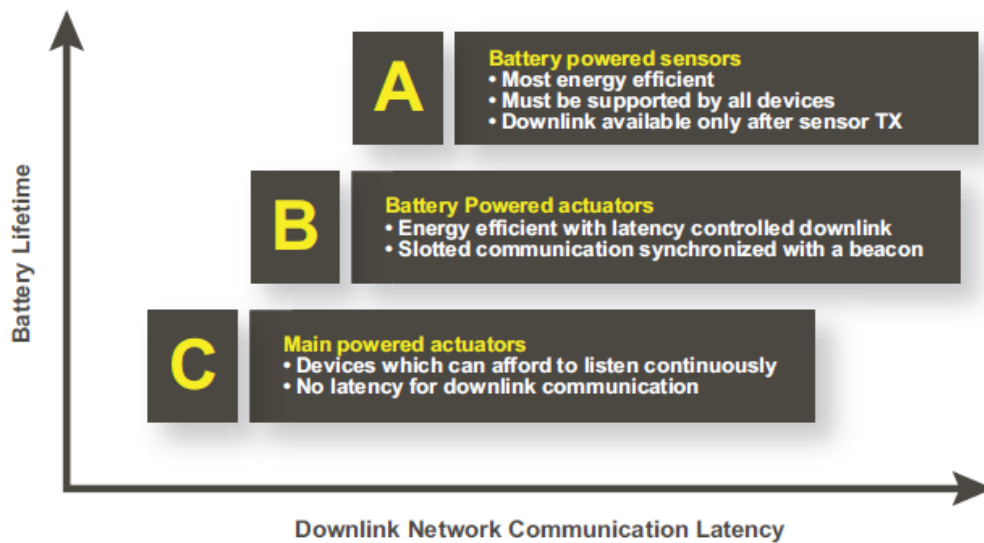 Battery Lifetime
A
Battery powered sensors
• Most energy efficient
• Must be supported by all devices
• Downlink available only after sensor TX
B
Battery Powered actuators
• Energy efficient with latency controlled downlink
• Slotted communication synchronized with a beacon
C
Main powered actuators
• Devices which can afford to listen continuously
• No latency for downlink communication
Downlink Network Communication Latency